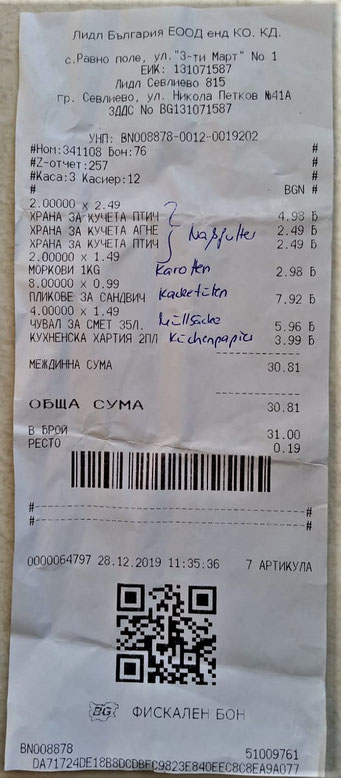 Лидл България ЕООД енд КО. КД.
с.Равно поле, ул."3-ти Март" No 1
ЕИК: 131071587
Лидл Севлиево 815
гр. Севлиево, ул. Никола Петков №41А
ЗДДС No BG131071587
УНП: BN008878-0012-0019202
#Ном:341108 Бон:76 #
#Z-отчет:257 #
#Каса:3 Касиер:12 #
# BGN #
2.00000 x 2.49
ХРАНА ЗА КУЧЕТА ПТИЧ 4.98 Б
ХРАНА ЗА КУЧЕТА АГНЕ Naßfutter 2.49 Б
ХРАНА ЗА КУЧЕТА ПТИЧ 2.49 Б
2.00000 x 1.49
МОРКОВИ 1KG Karotten 2.98 Б
8.00000 x 0.99
ПЛИКОВЕ ЗА САНДВИЧ 7.92 Б
4.00000 x 1.49
ЧУВАЛ ЗА СМЕТ 35Л. Müllsäcke 5.96 Б
КУХНЕНСКА ХАРТИЯ 2ПЛ Küchenpapier 3.99 Б
МЕЖДИННА СУМА 30.81
ОБЩА СУМА 30.81
В БРОЙ 31.00
РЕСТО 0.19
0000064797 28.12.2019 11:35:36 7 АРТИКУЛА
BG ФИСКАЛЕН БОН
BN008878 51009761